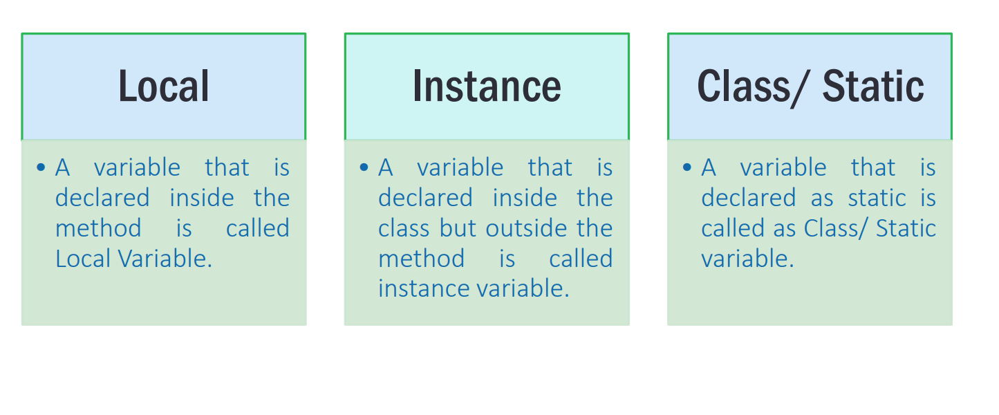 Local
• A variable that is
declared inside the
method is called
Local Variable.
Instance
• A variable that is
declared inside the
class but outside the
method is called
instance variable.
Class/ Static
• A variable that is
declared as static is
called as Class/ Static
variable.